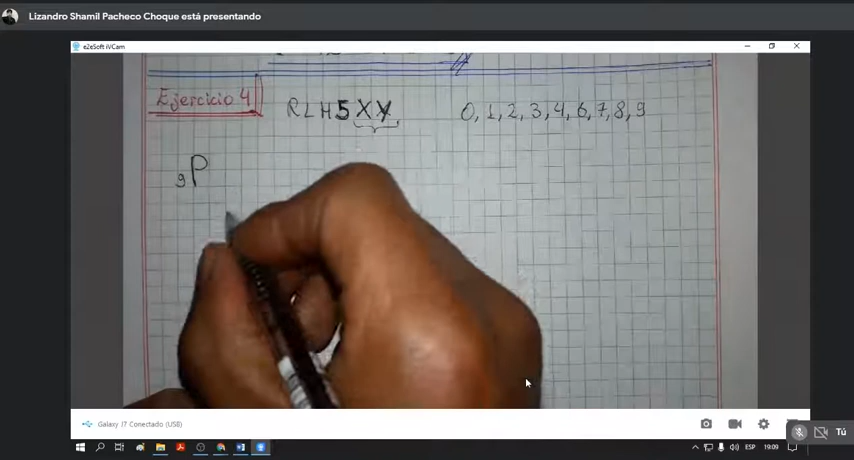 Lizandro Shamil Pacheco Choque está presentando
e2eSoft iVCam
Ejercicio 4
RLH5XY
0, 1, 2, 3, 4, 6, 7, 8, 9
9P
Galaxy J7 Conectado (USB)
Tú
ESP
19:09